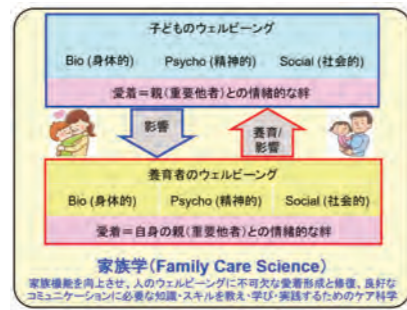 子どものウェルビーング
Bio (身体的) Psycho (精神的) Social (社会的)
愛着＝親（重要他者）との情緒的な絆
影響
養育/
影響
養育者のウェルビーング
Bio (身体的) Psycho (精神的) Social (社会的)
愛着＝自身の親（重要他者）との情緒的な絆
家族学（Family Care Science）
家族機能を向上させ、人のウェルビーングに不可欠な愛着形成と修復、良好な
コミュニケーションに必要な知識・スキルを教え・学び・実践するためのケア科学